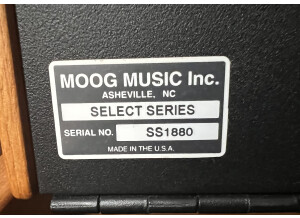 MOOG MUSIC Inc.
ASHEVILLE, NC
SELECT SERIES
SERIAL NO. SS1880
MADE IN THE U.S.A.